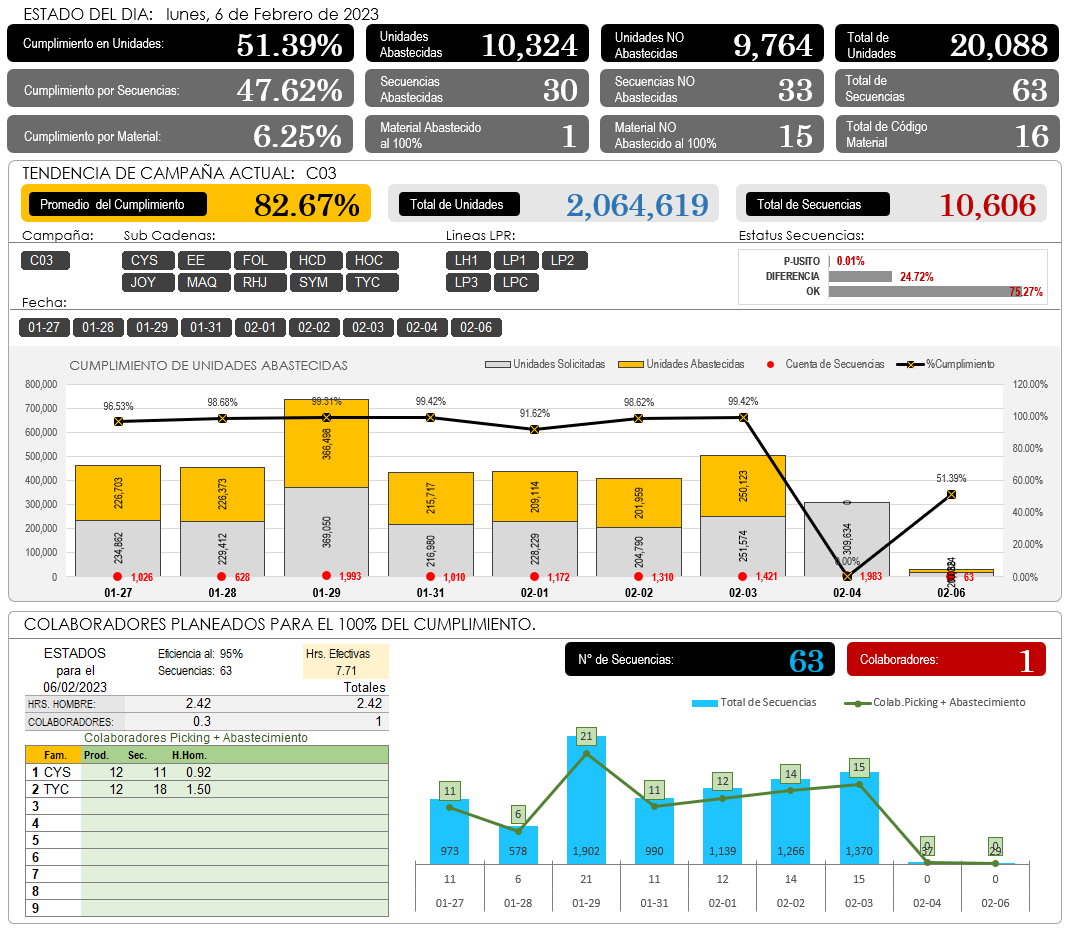 ESTADO DEL DIA: lunes, 6 de Febrero de 2023
Cumplimiento en Unidades: 51.39%
Unidades Abastecidas 10,324
Unidades NO Abastecidas 9,764
Total de Unidades 20,088
Cumplimiento por Secuencias: 47.62%
Secuencias Abastecidas 30
Secuencias NO Abastecidas 33
Total de Secuencias 63
Cumplimiento por Material: 6.25%
Material Abastecido al 100% 1
Material NO Abastecido al 100% 15
Total de Código Material 16
TENDENCIA DE CAMPAÑA ACTUAL: C03
Promedio del Cumplimiento 82.67%
Total de Unidades 2,064,619
Total de Secuencias 10,606
Campaña: Sub Cadenas: Lineas LPR: Estatus Secuencias:
C03 CYS EE FOL HCD HOC LH1 LP1 LP2
JOY MAQ RHJ SYM TYC LP3 LPC
P-USITO 0.01%
DIFERENCIA 24.72%
OK 75.27%
Fecha:
01-27 01-28 01-29 01-31 02-01 02-02 02-03 02-04 02-06
CUMPLIMIENTO DE UNIDADES ABASTECIDAS
Unidades Solicitadas Unidades Abastecidas Cuenta de Secuencias %Cumplimiento
800,000 120.00%
700,000
600,000 100.00%
500,000 80.00%
400,000 60.00%
300,000
200,000 40.00%
100,000 20.00%
0 0.00%
96.53% 98.68% 99.31% 99.42% 91.62% 98.62% 99.42% 0.00% 51.39%
226,703 226,373 366,498 215,717 209,114 201,959 250,123 0
234,862 229,412 369,050 216,980 228,229 204,790 251,574 309,634
1,026 628 1,993 1,010 1,172 1,310 1,421 1,983 63
01-27 01-28 01-29 01-31 02-01 02-02 02-03 02-04 02-06
COLABORADORES PLANEADOS PARA EL 100% DEL CUMPLIMIENTO.
ESTADOS para el 06/02/2023
Eficiencia al: 95%
Secuencias: 63
Hrs. Efectivas
7.71
Totales
HRS. HOMBRE: 2.42 2.42
COLABORADORES: 0.3 1
Colaboradores Picking + Abastecimiento
Fam. Prod. Sec. H.Hom.
1 CYS 12 11 0.92
2 TYC 12 18 1.50
3
4
5
6
7
8
9
N° de Secuencias: 63
Colaboradores: 1
Total de Secuencias Colab.Picking + Abastecimiento
11 6 21 11 12 14 15 0 0
973 578 1,902 990 1,139 1,266 1,370 37 29
11 6 21 11 12 14 15 0 0
01-27 01-28 01-29 01-31 02-01 02-02 02-03 02-04 02-06